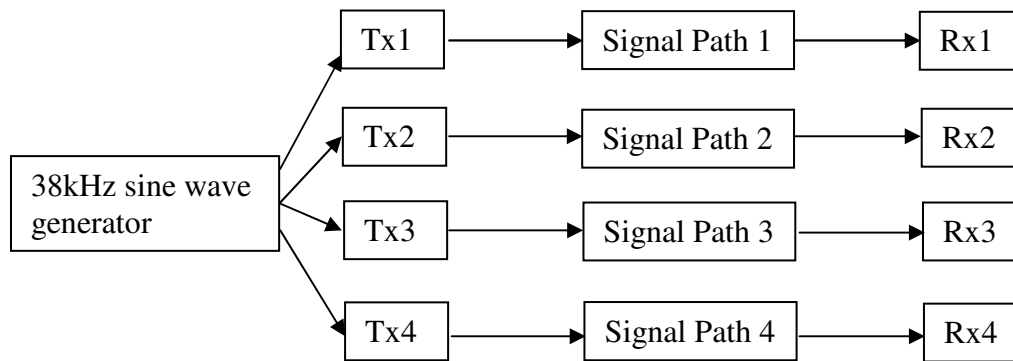 Tx1
Signal Path 1
Rx1
Tx2
Signal Path 2
Rx2
38kHz sine wave
generator
Tx3
Signal Path 3
Rx3
Tx4
Signal Path 4
Rx4